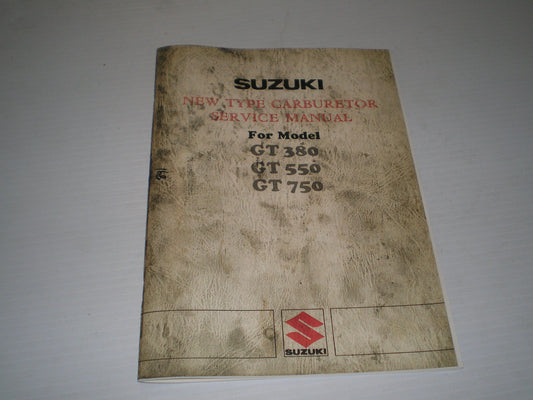 SUZUKI
NEW TYPE CARBURETOR
SERVICE MANUAL
For Model
GT 380
GT 550
GT 750
SUZUKI